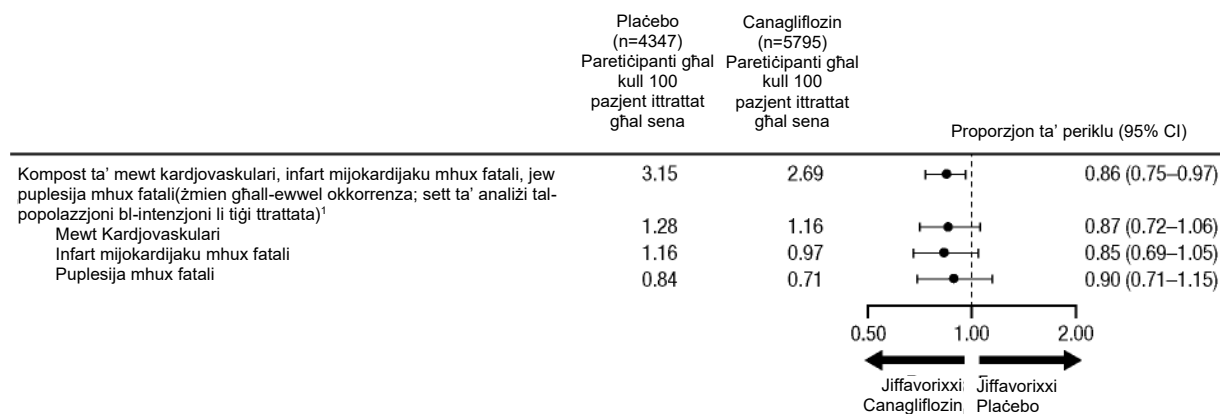 Plaċebo
(n=4347)
Paretiċipanti għal
kull 100
pazjent ittrattat
għal sena
Canagliflozin
(n=5795)
Paretiċipanti għal
kull 100
pazjent ittrattat
għal sena
Proporzjon ta’ periklu (95% CI)
Kompost ta’ mewt kardjovaskulari, infart mijokardijaku mhux fatali, jew
puplesija mhux fatali(żmien għall-ewwel okkorrenza; sett ta’ analiżi tal-
popolazzjoni bl-intenzjoni li tiġi ttrattata)¹
3.15 2.69 0.86 (0.75–0.97)
Mewt Kardjovaskulari 1.28 1.16 0.87 (0.72–1.06)
Infart mijokardijaku mhux fatali 1.16 0.97 0.85 (0.69–1.05)
Puplesija mhux fatali 0.84 0.71 0.90 (0.71–1.15)
0.50 1.00 2.00
Jiffavorixxi
Canagliflozin
Jiffavorixxi
Plaċebo